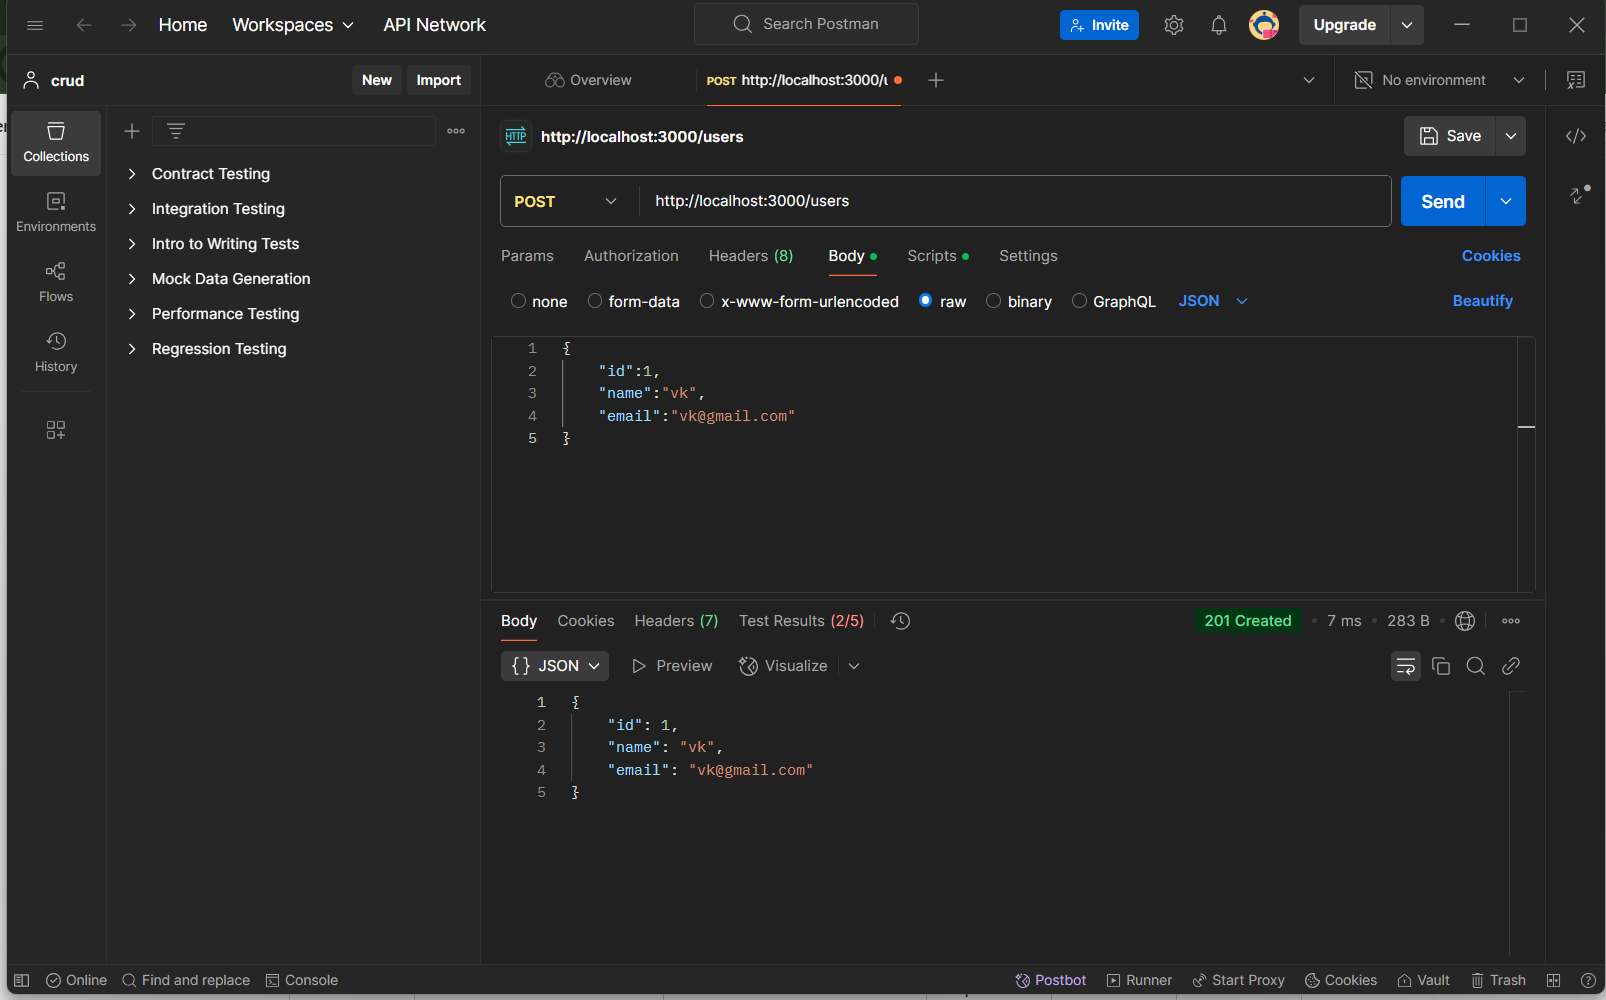 Home Workspaces API Network Search Postman Invite Upgrade
crud New Import Overview POST http://localhost:3000/u No environment
Collections
Environments
Flows
History
Contract Testing
Integration Testing
Intro to Writing Tests
Mock Data Generation
Performance Testing
Regression Testing
HTTP http://localhost:3000/users Save
POST http://localhost:3000/users Send
Params Authorization Headers (8) Body Scripts Settings Cookies
none form-data x-www-form-urlencoded raw binary GraphQL JSON Beautify
1 {
2 "id":1,
3 "name":"vk",
4 "email":"vk@gmail.com"
5 }
Body Cookies Headers (7) Test Results (2/5) 201 Created 7 ms 283 B
{} JSON Preview Visualize
1 {
2 "id": 1,
3 "name": "vk",
4 "email": "vk@gmail.com"
5 }
Online Find and replace Console Postbot Runner Start Proxy Cookies Vault Trash